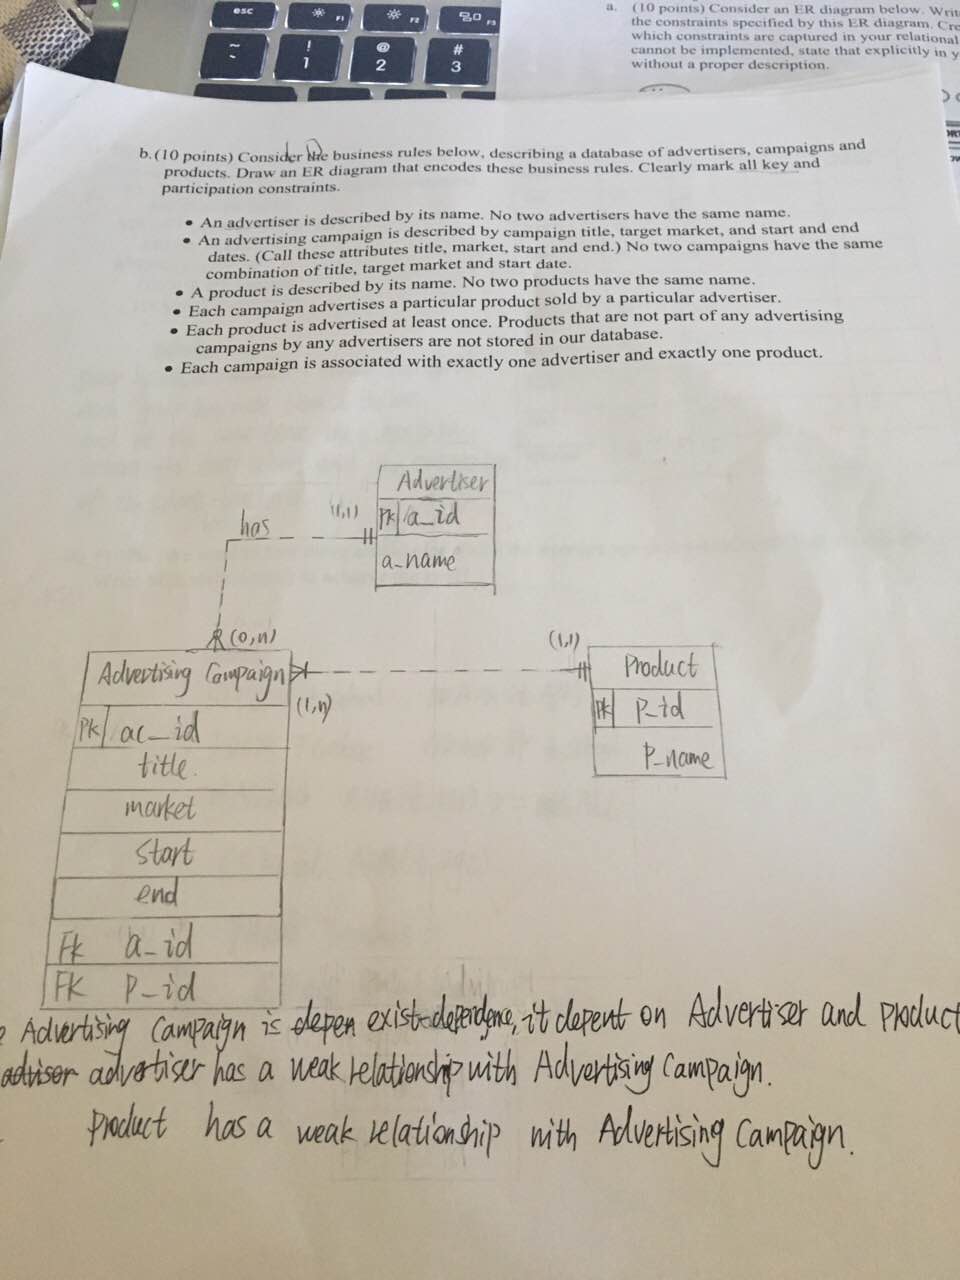 esc
F1
F2
F3
~
!
1
@
2
#
3
a. (10 points) Consider an ER diagram below. Writ
the constraints specified by this ER diagram. Cre
which constraints are captured in your relational
cannot be implemented, state that explicitly in y
without a proper description.
b.(10 points) Consider the business rules below, describing a database of advertisers, campaigns and
products. Draw an ER diagram that encodes these business rules. Clearly mark all key and
participation constraints.
• An advertiser is described by its name. No two advertisers have the same name.
• An advertising campaign is described by campaign title, target market, and start and end
dates. (Call these attributes title, market, start and end.) No two campaigns have the same
combination of title, target market and start date.
• A product is described by its name. No two products have the same name.
• Each campaign advertises a particular product sold by a particular advertiser.
• Each product is advertised at least once. Products that are not part of any advertising
campaigns by any advertisers are not stored in our database.
• Each campaign is associated with exactly one advertiser and exactly one product.
Advertiser
has (1,1) PK a_id
a-name
(0,n) (1,1)
Advertising Campaign Product
(1,n) PK P_id
PK ac_id
P_name
title.
market
start
end
FK a_id
FK P_id
Advertising Campaign is depen exist-dependence, it depent on Advertiser and product
advisor advertiser has a weak relationship with Advertising Campaign.
product has a weak relationship with Advertising Campaign.